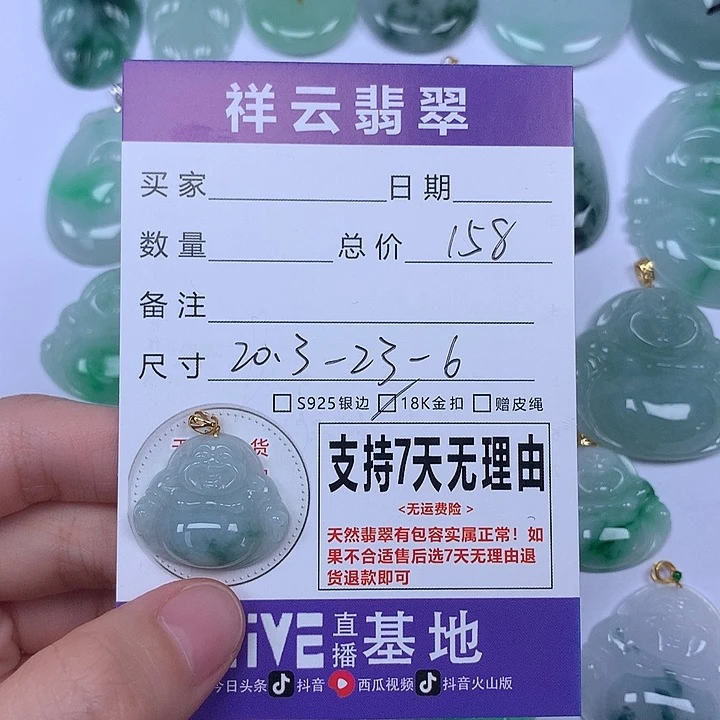 祥云翡翠
买家 日期
数量 总价 158
备注
尺寸 20.3-23-6
S925银边 18K金扣 赠皮绳
货
支持7天无理由
<无运费险>
天然翡翠有包容实属正常!如
果不合适售后选7天无理由退
货退款即可
iVE 直播 基地
今日头条 抖音 西瓜视频 抖音火山版